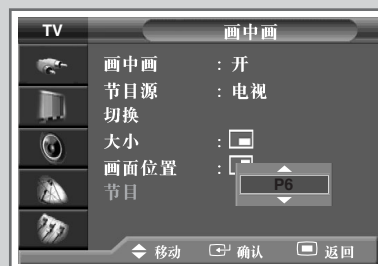 TV 画中画
画中画 : 开
节目源 : 电视
切换
大小 :
画面位置 :
节目 P6
移动 确认 返回